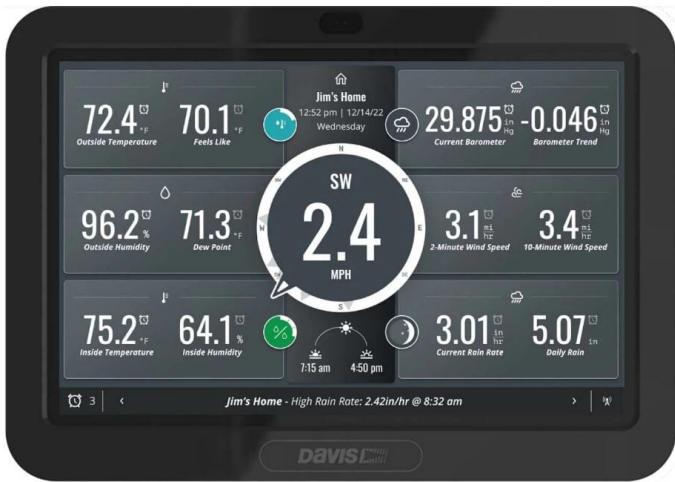 Jim's Home
12:52 pm | 12/14/22
Wednesday
72.4 °F
Outside Temperature
70.1 °F
Feels Like
29.875 in Hg
Current Barometer
-0.046 in Hg
Barometer Trend
96.2 %
Outside Humidity
71.3 °F
Dew Point
N
NE
E
SE
S
SW
W
NW
SW
2.4
MPH
3.1 mi hr
2-Minute Wind Speed
3.4 mi hr
10-Minute Wind Speed
75.2 °F
Inside Temperature
64.1 %
Inside Humidity
7:15 am
4:50 pm
3.01 in hr
Current Rain Rate
5.07 in
Daily Rain
3
Jim's Home - High Rain Rate: 2.42in/hr @ 8:32 am
DAVIS